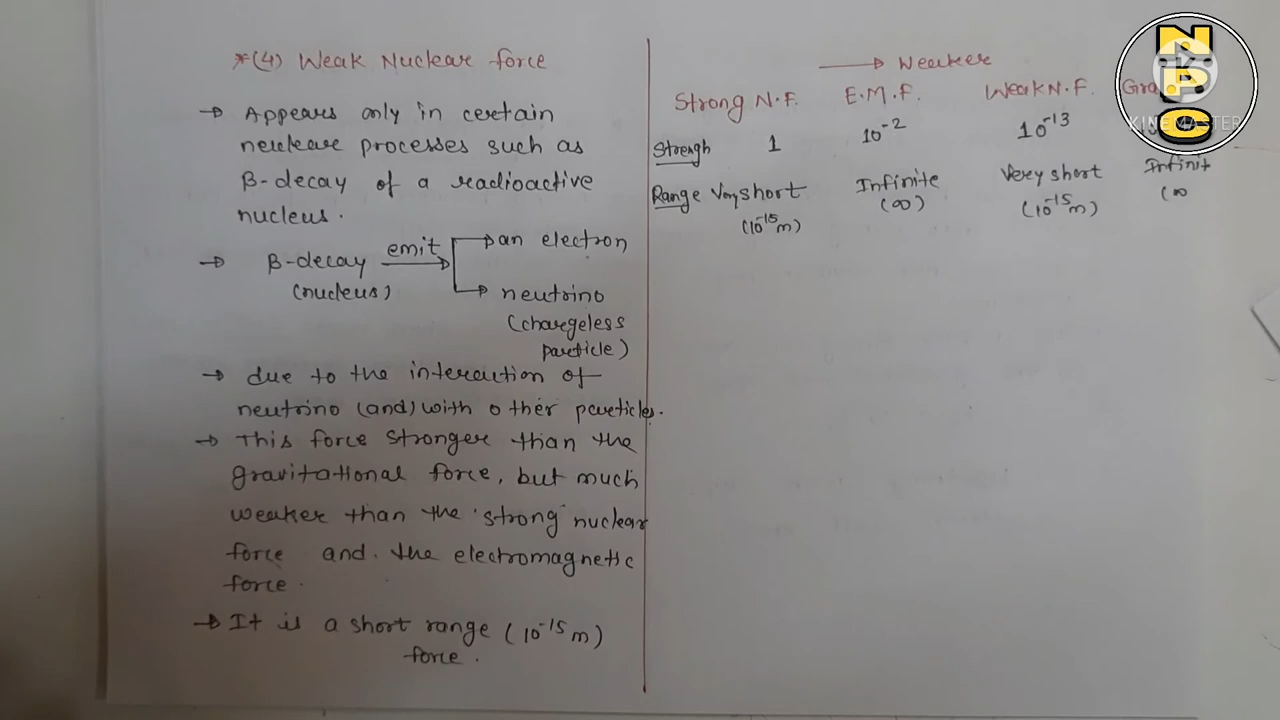 *(4) Weak Nuclear force
→ Appears only in certain
nuclear processes such as
β-decay of a radioactive
nucleus.
→ β-decay emit → an electron
(nucleus) → neutrino
(chargeless
particle)
→ due to the interaction of
neutrino (and) with other particles.
→ This force stronger than the
gravitational force, but much
weaker than the 'strong' nuclear
force and the electromagnetic
force.
→ It is a short range (10⁻¹⁵ m)
force.
→ Weaker
Strong N.F. E.M.F. Weak N.F. Gra
Strength 1 10⁻² 10⁻¹³
Range Very short Infinite Very short Infinit
(10⁻¹⁵m) (∞) (10⁻¹⁵m) (∞
NPC
KINEMASTER